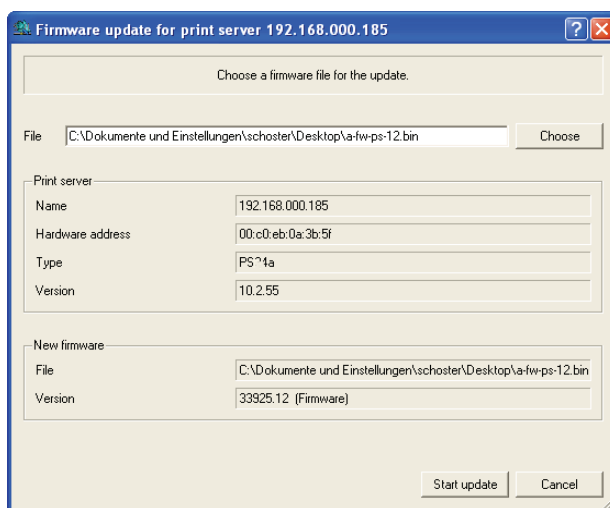 Firmware update for print server 192.168.000.185
Choose a firmware file for the update.
File C:\Dokumente und Einstellungen\schoster\Desktop\a-fw-ps-12.bin Choose
Print server
Name 192.168.000.185
Hardware address 00:c0:eb:0a:3b:5f
Type
Version 10.2.55
New firmware
File C:\Dokumente und Einstellungen\schoster\Desktop\a-fw-ps-12.bin
Version 33925.12 (Firmware)
Start update Cancel